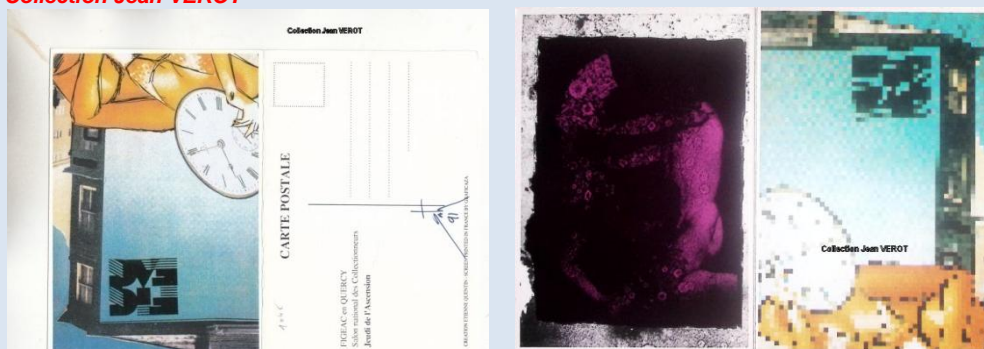 Collection Jean VEROT
Collection Jean VEROT
CARTE POSTALE
FIGEAC en QUERCY
Salon national des Collectionneurs
Jeudi de l'Ascension
91
Collection Jean VEROT